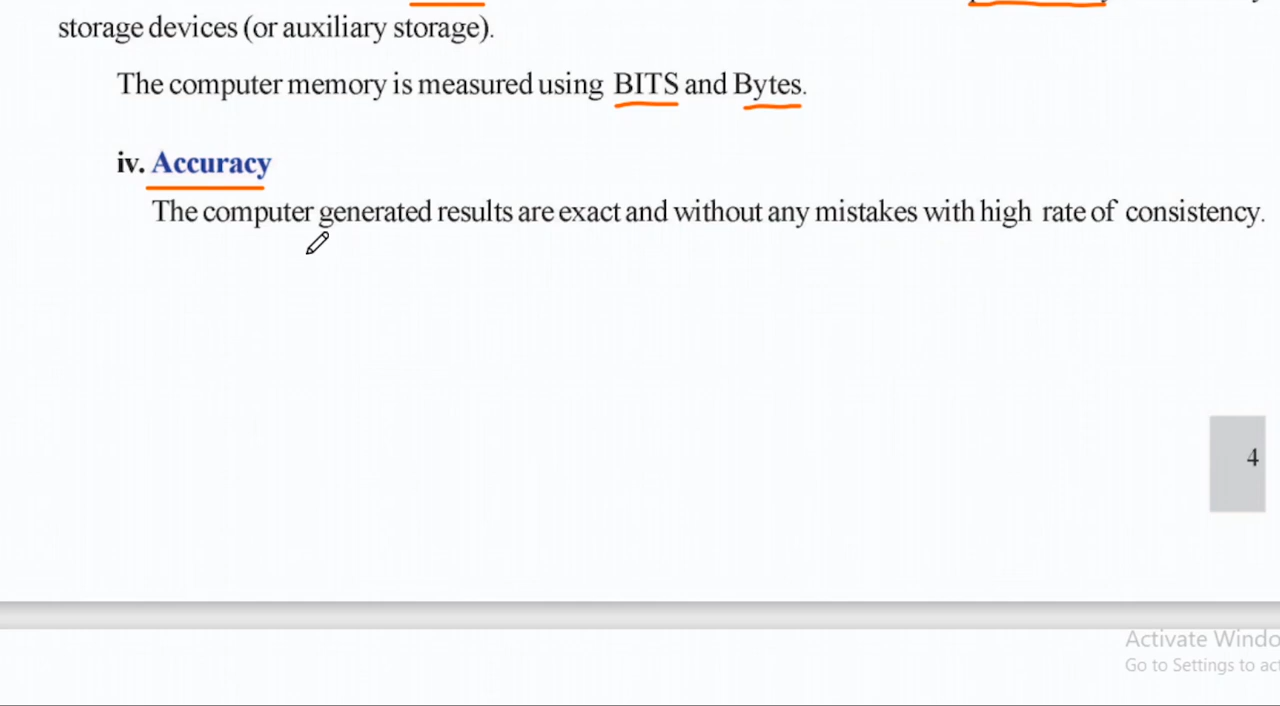 storage devices (or auxiliary storage).
The computer memory is measured using BITS and Bytes.
iv. Accuracy
The computer generated results are exact and without any mistakes with high rate of consistency.
4
Activate Windo
Go to Settings to act